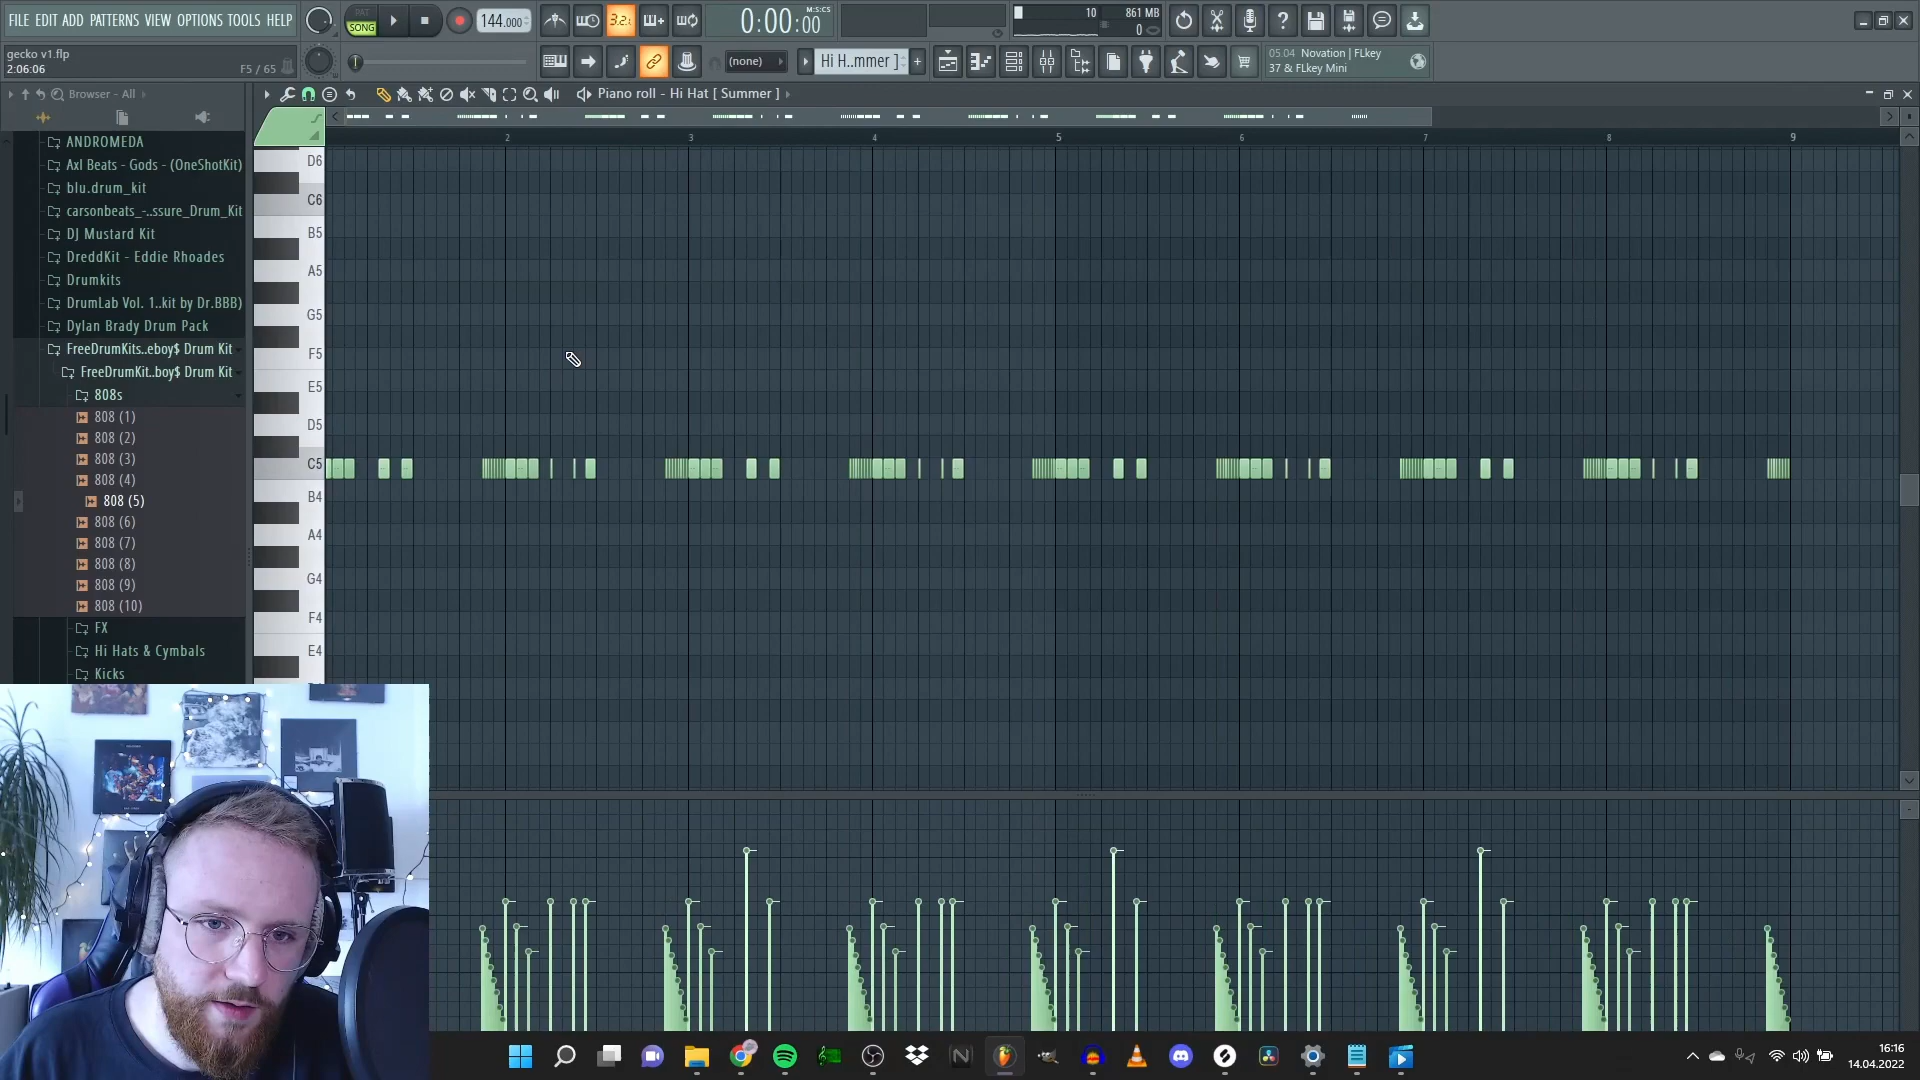 FILE EDIT ADD PATTERNS VIEW OPTIONS TOOLS HELP
PAT
SONG
144.000
3.2.
0:00:00
M:S:CS
10
861 MB
0
gecko v1.flp
2:06:06
F5 / 65
(none)
Hi H..mmer ]
05.04 Novation | FLkey
37 & FLkey Mini
Browser - All
Piano roll - Hi Hat [ Summer ]
2 3 4 5 6 7 8 9
ANDROMEDA
Axl Beats - Gods - (OneShotKit)
blu.drum_kit
carsonbeats_-..ssure_Drum_Kit
DJ Mustard Kit
DreddKit - Eddie Rhoades
Drumkits
DrumLab Vol. 1..kit by Dr.BBB)
Dylan Brady Drum Pack
FreeDrumKits..eboy$ Drum Kit
FreeDrumKit..boy$ Drum Kit
808s
808 (1)
808 (2)
808 (3)
808 (4)
808 (5)
808 (6)
808 (7)
808 (8)
808 (9)
808 (10)
FX
Hi Hats & Cymbals
Kicks
D6
C6
B5
A5
G5
F5
E5
D5
C5
B4
A4
G4
F4
E4
16:16
14.04.2022